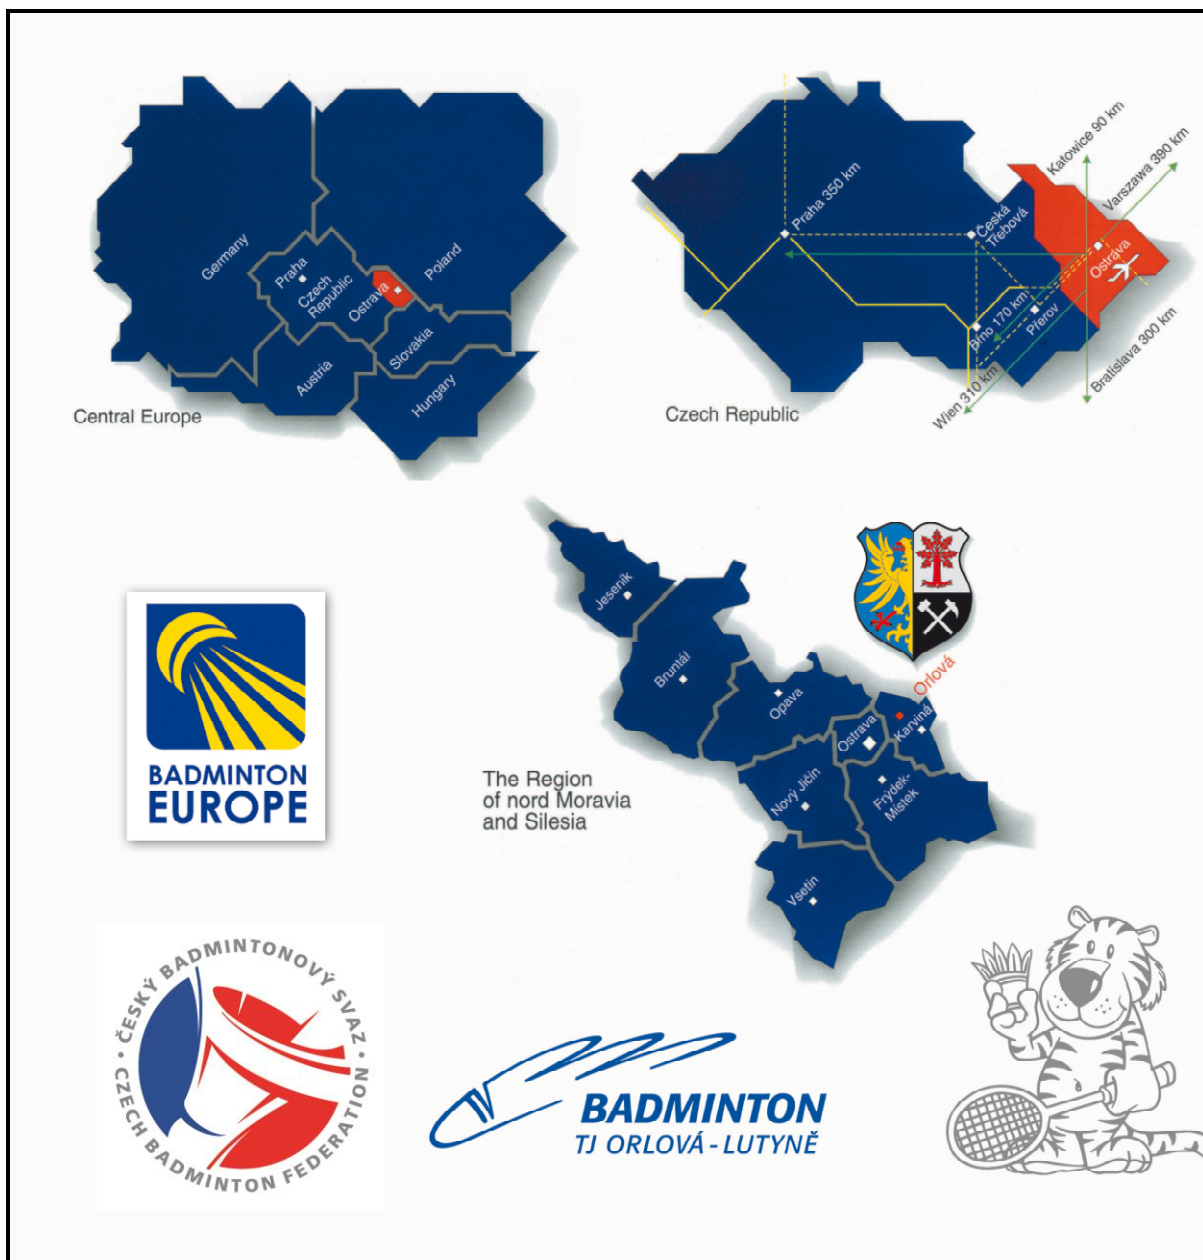 Germany
Praha
Czech
Republic
Ostrava
Poland
Slovakia
Austria
Hungary
Central Europe
Katowice 90 km
Varszawa 390 km
Praha 350 km
Česká
Třebová
Ostrava
Brno 170 km
Přerov
Wien 310 km
Bratislava 300 km
Czech Republic
Jeseník
Bruntál
Opava
Orlová
Ostrava
Karviná
Nový Jičín
Frýdek-
Místek
Vsetín
The Region
of nord Moravia
and Silesia
BADMINTON
EUROPE
• ČESKÝ BADMINTONOVÝ SVAZ •
CZECH BADMINTON FEDERATION
BADMINTON
TJ ORLOVÁ - LUTYNĚ